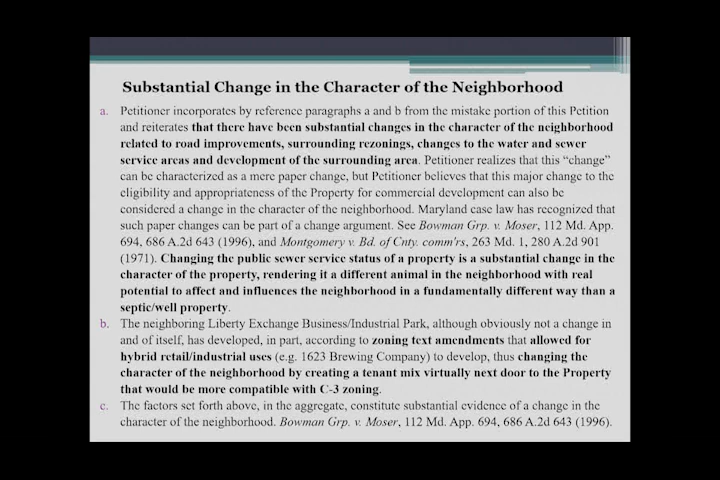 Substantial Change in the Character of the Neighborhood
a. Petitioner incorporates by reference paragraphs a and b from the mistake portion of this Petition
and reiterates that there have been substantial changes in the character of the neighborhood
related to road improvements, surrounding rezonings, changes to the water and sewer
service areas and development of the surrounding area. Petitioner realizes that this “change”
can be characterized as a mere paper change, but Petitioner believes that this major change to the
eligibility and appropriateness of the Property for commercial development can also be
considered a change in the character of the neighborhood. Maryland case law has recognized that
such paper changes can be part of a change argument. See Bowman Grp. v. Moser, 112 Md. App.
694, 686 A.2d 643 (1996), and Montgomery v. Bd. of Cnty. comm'rs, 263 Md. 1, 280 A.2d 901
(1971). Changing the public sewer service status of a property is a substantial change in the
character of the property, rendering it a different animal in the neighborhood with real
potential to affect and influences the neighborhood in a fundamentally different way than a
septic/well property.
b. The neighboring Liberty Exchange Business/Industrial Park, although obviously not a change in
and of itself, has developed, in part, according to zoning text amendments that allowed for
hybrid retail/industrial uses (e.g. 1623 Brewing Company) to develop, thus changing the
character of the neighborhood by creating a tenant mix virtually next door to the Property
that would be more compatible with C-3 zoning.
c. The factors set forth above, in the aggregate, constitute substantial evidence of a change in the
character of the neighborhood. Bowman Grp. v. Moser, 112 Md. App. 694, 686 A.2d 643 (1996).